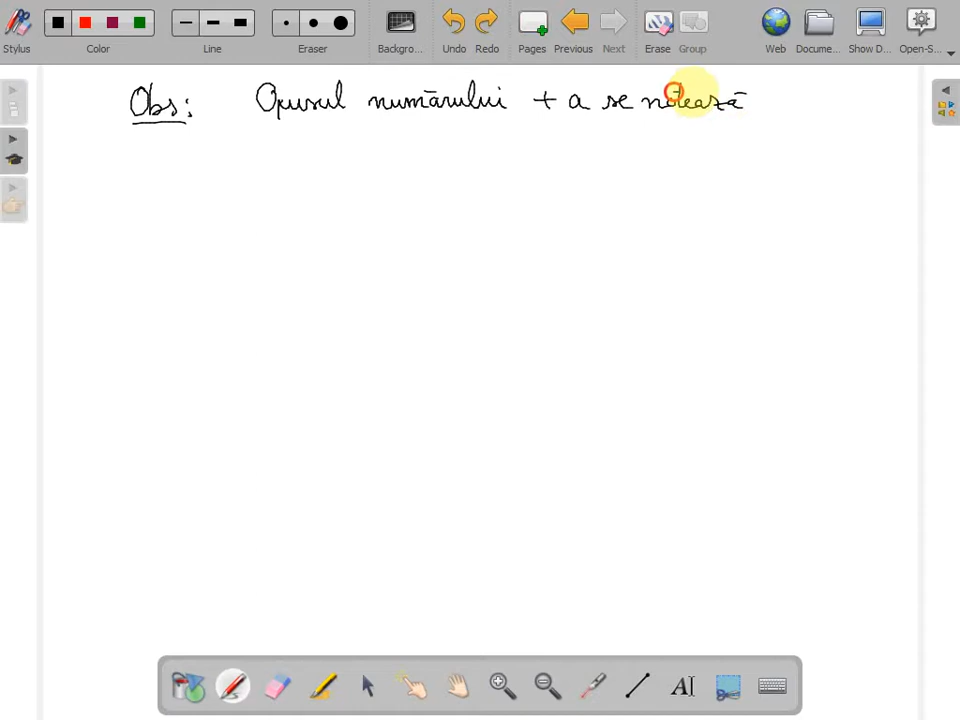 Stylus Color Line Eraser Backgro... Undo Redo Pages Previous Next Erase Group Web Docume... Show D... Open-S...
Obs: Opusul numărului + a se notează